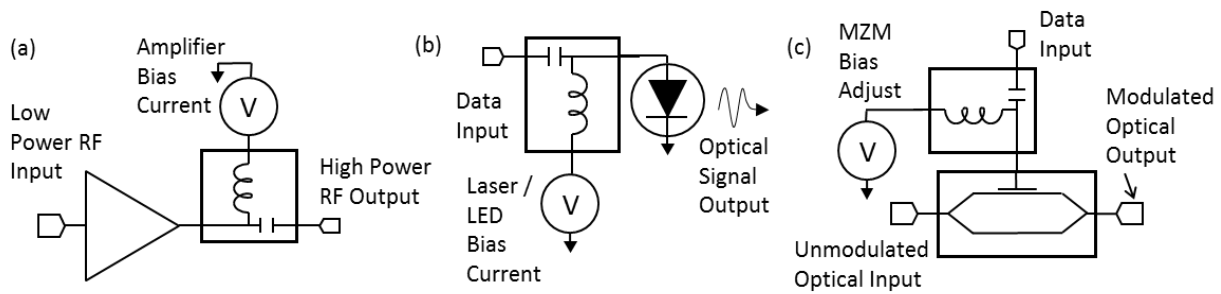 (a)
Amplifier
Bias
Current
V
Low
Power RF
Input
High Power
RF Output
(b)
Data
Input
Laser /
LED
Bias
Current
V
Optical
Signal
Output
(c)
MZM
Bias
Adjust
Data
Input
V
Modulated
Optical
Output
Unmodulated
Optical Input